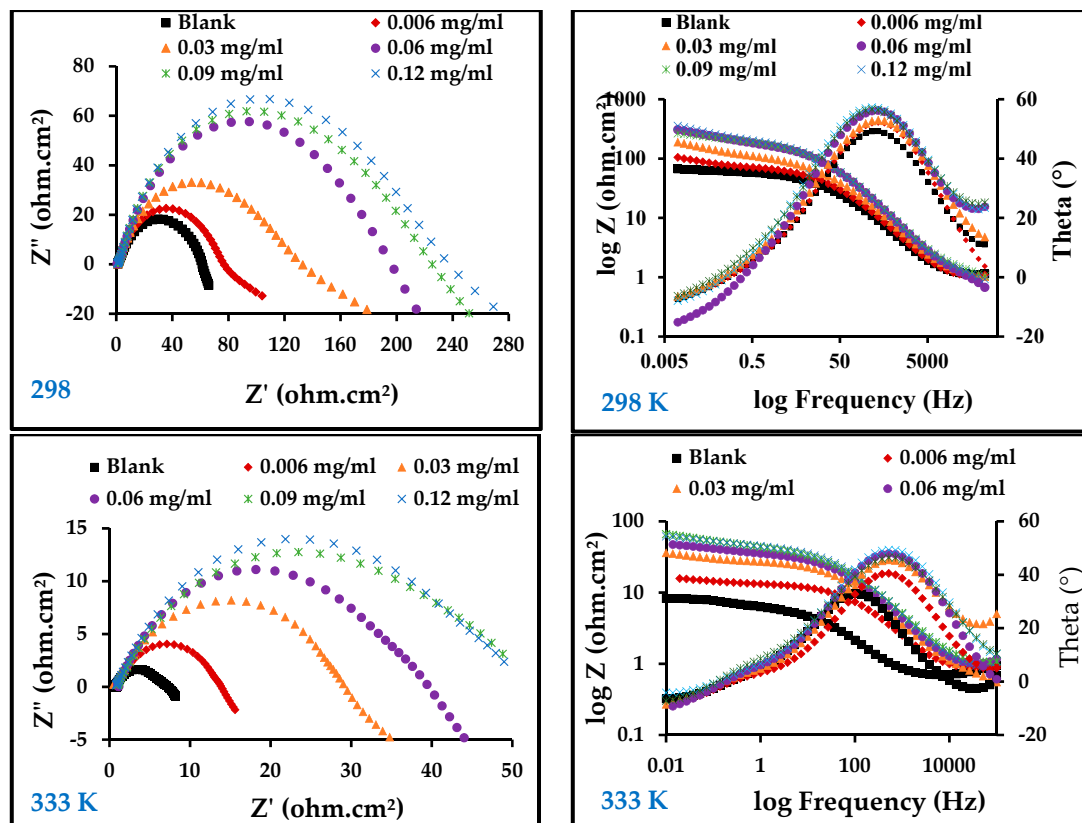 Blank 0.006 mg/ml
0.03 mg/ml 0.06 mg/ml
0.09 mg/ml 0.12 mg/ml
Z'' (ohm.cm²)
80
60
40
20
0
-20
0 40 80 120 160 200 240 280
Z' (ohm.cm²)
298
Blank 0.006 mg/ml
0.03 mg/ml 0.06 mg/ml
0.09 mg/ml 0.12 mg/ml
log Z (ohm.cm²)
1000
100
10
1
0.1
60
40
20
0
-20
Theta (°)
0.005 0.5 50 5000
log Frequency (Hz)
298 K
Blank 0.006 mg/ml 0.03 mg/ml
0.06 mg/ml 0.09 mg/ml 0.12 mg/ml
Z'' (ohm.cm²)
15
10
5
0
-5
0 10 20 30 40 50
Z' (ohm.cm²)
333 K
Blank 0.006 mg/ml
0.03 mg/ml 0.06 mg/ml
log Z (ohm.cm²)
100
10
1
0.1
60
40
20
0
-20
Theta (°)
0.01 1 100 10000
log Frequency (Hz)
333 K